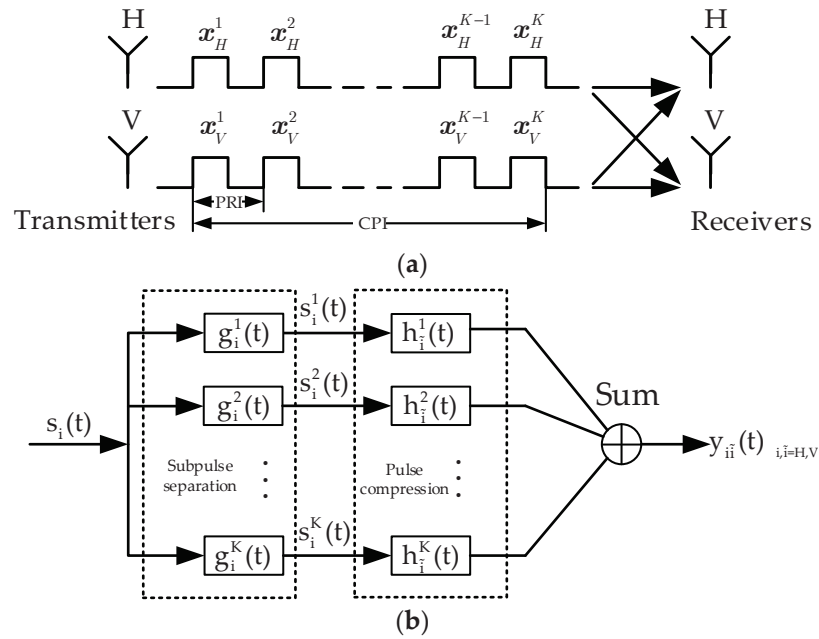 H x_H^1 x_H^2 x_H^{K-1} x_H^K H
V x_V^1 x_V^2 x_V^{K-1} x_V^K V
PRI
Transmitters CPI Receivers
(a)
s_i^1(t)
g_i^1(t) h_ĩ^1(t)
s_i^2(t) Sum
g_i^2(t) h_ĩ^2(t)
s_i(t) y_{iĩ}(t) i,ĩ=H,V
Subpulse separation ⋮ Pulse compression ⋮
s_i^K(t)
g_i^K(t) h_ĩ^K(t)
(b)